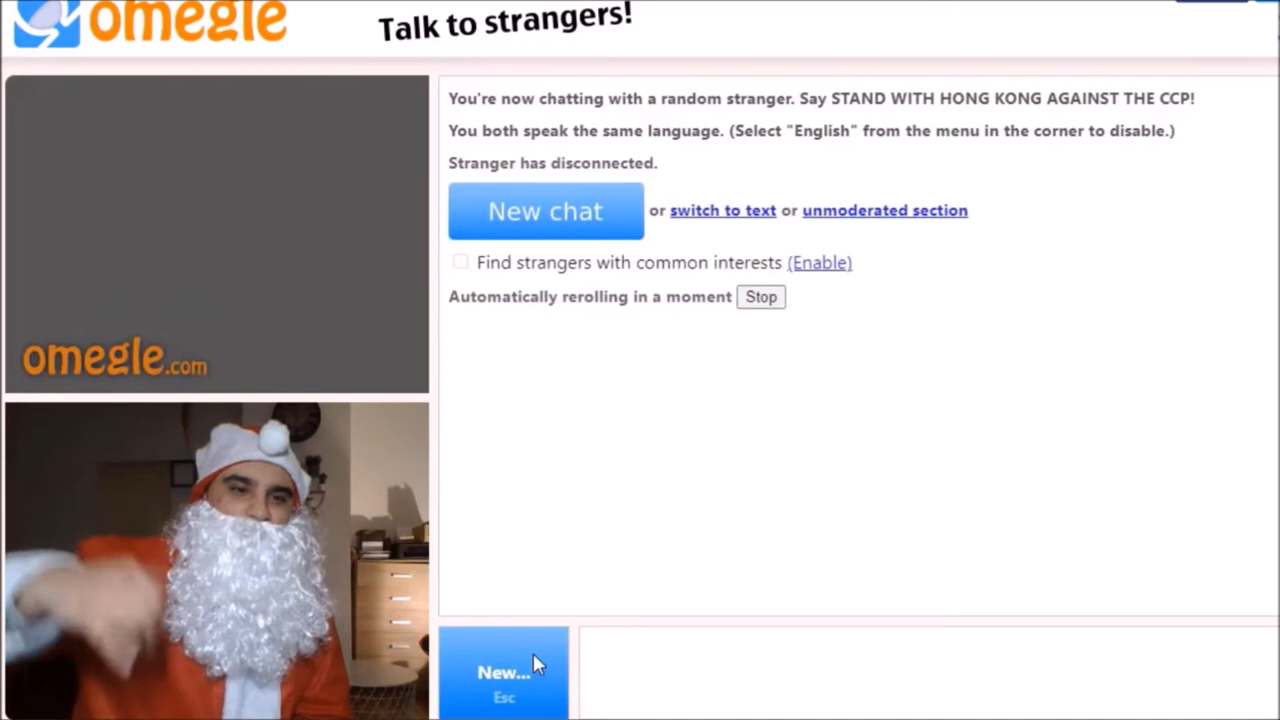 omegle
Talk to strangers!
You're now chatting with a random stranger. Say STAND WITH HONG KONG AGAINST THE CCP!
You both speak the same language. (Select "English" from the menu in the corner to disable.)
Stranger has disconnected.
New chat or switch to text or unmoderated section
Find strangers with common interests (Enable)
Automatically rerolling in a moment Stop
omegle.com
New...
Esc